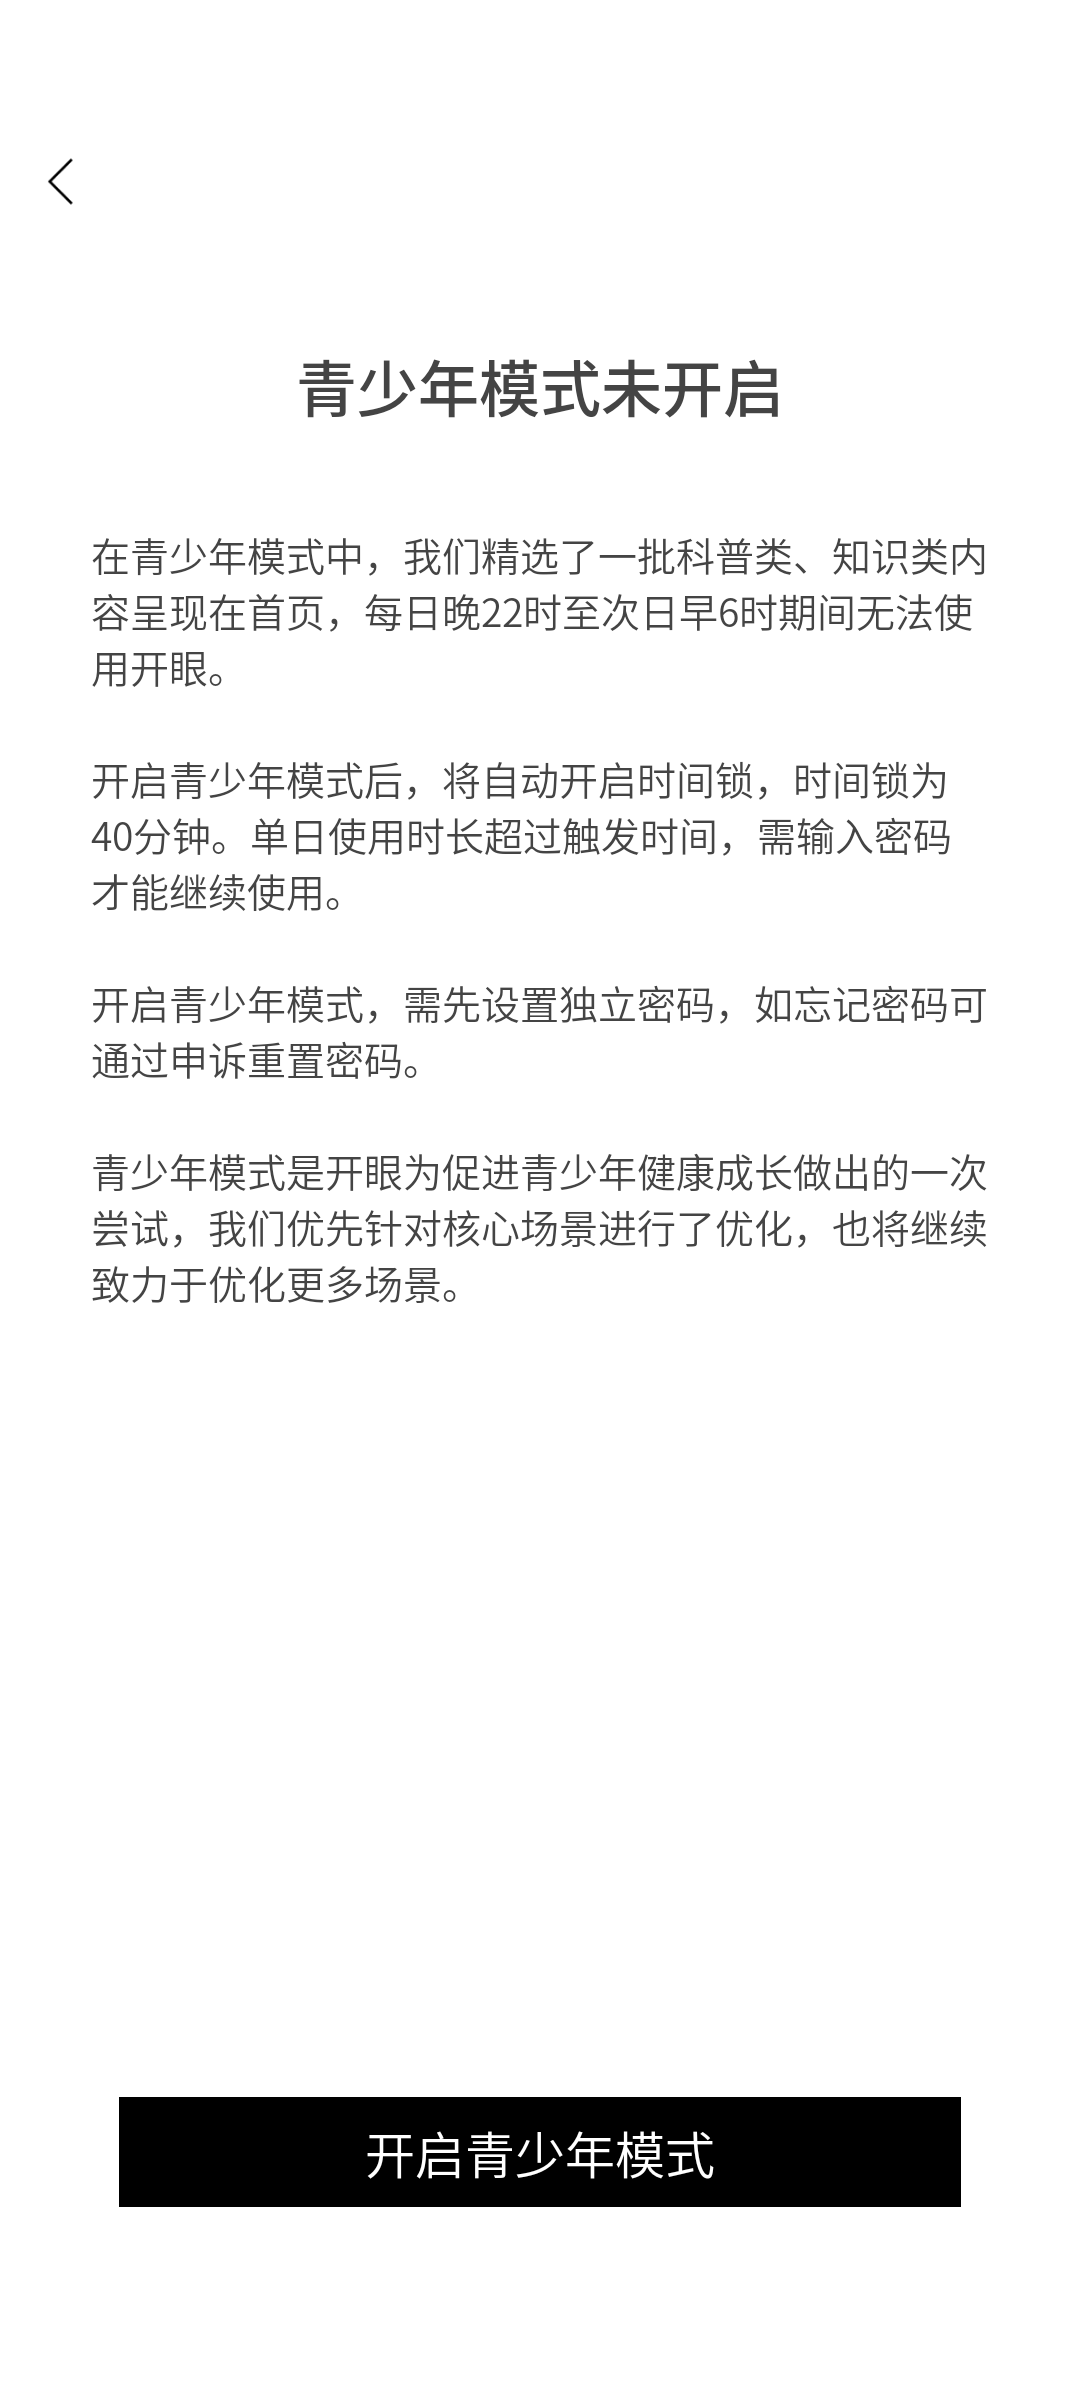 青少年模式未开启
在青少年模式中，我们精选了一批科普类、知识类内
容呈现在首页，每日晚22时至次日早6时期间无法使
用开眼。
开启青少年模式后，将自动开启时间锁，时间锁为
40分钟。单日使用时长超过触发时间，需输入密码
才能继续使用。
开启青少年模式，需先设置独立密码，如忘记密码可
通过申诉重置密码。
青少年模式是开眼为促进青少年健康成长做出的一次
尝试，我们优先针对核心场景进行了优化，也将继续
致力于优化更多场景。
开启青少年模式